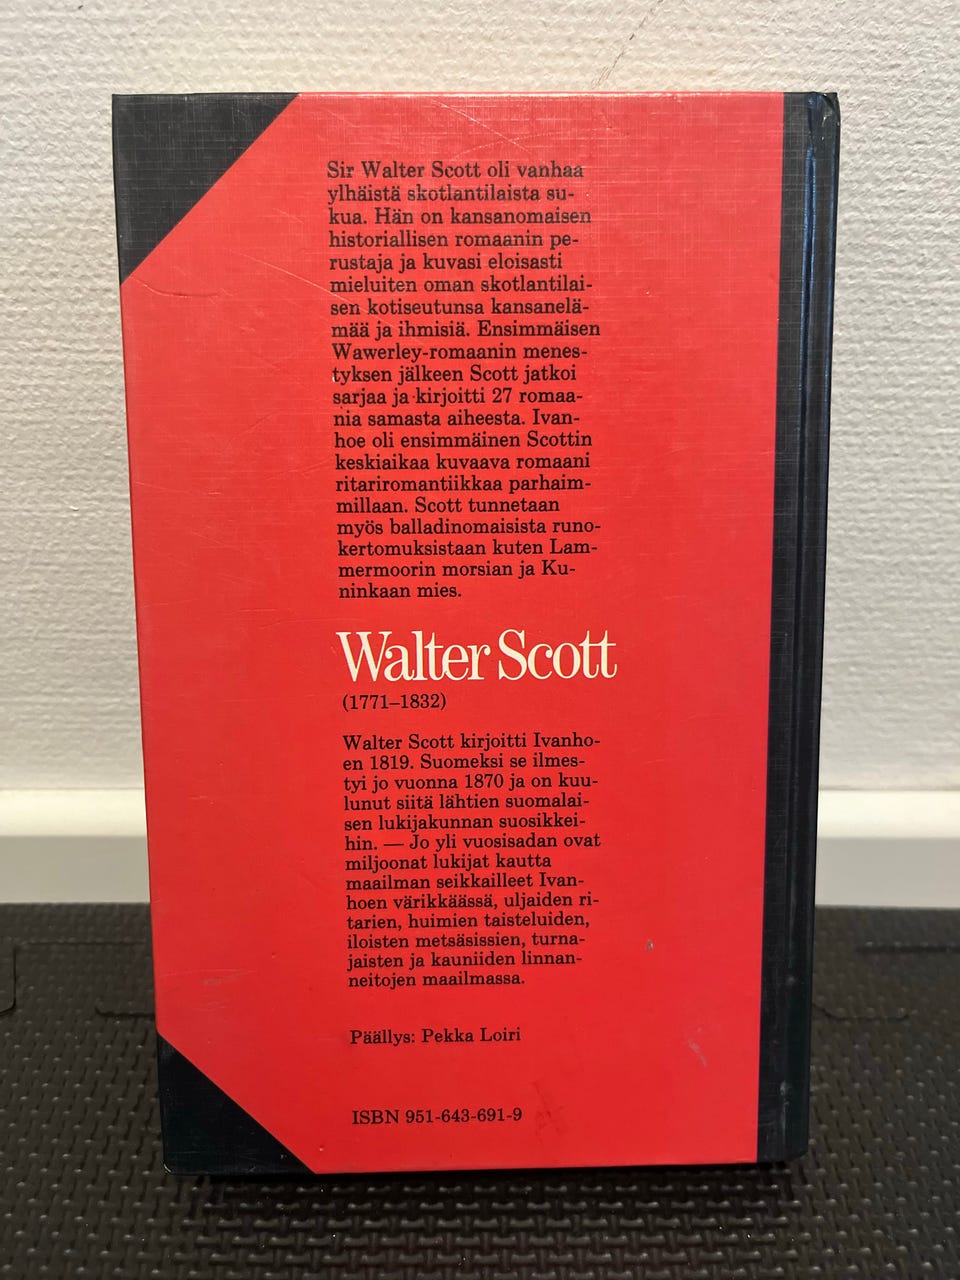 Sir Walter Scott oli vanhaa
ylhäistä skotlantilaista su-
kua. Hän on kansanomaisen
historiallisen romaanin pe-
rustaja ja kuvasi eloisasti
mieluiten oman skotlantilai-
sen kotiseutunsa kansanelä-
mää ja ihmisiä. Ensimmäisen
Wawerley-romaanin menes-
tyksen jälkeen Scott jatkoi
sarjaa ja kirjoitti 27 romaa-
nia samasta aiheesta. Ivan-
hoe oli ensimmäinen Scottin
keskiaikaa kuvaava romaani
ritariromantiikkaa parhaim-
millaan. Scott tunnetaan
myös balladinomaisista runo-
kertomuksistaan kuten Lam-
mermoorin morsian ja Ku-
ninkaan mies.
Walter Scott
(1771–1832)
Walter Scott kirjoitti Ivanho-
en 1819. Suomeksi se ilmes-
tyi jo vuonna 1870 ja on kuu-
lunut siitä lähtien suomalai-
sen lukijakunnan suosikkei-
hin. — Jo yli vuosisadan ovat
miljoonat lukijat kautta
maailman seikkailleet Ivan-
hoen värikkäässä, uljaiden ri-
tarien, huimien taisteluiden,
iloisten metsäsissien, turna-
jaisten ja kauniiden linnan-
neitojen maailmassa.
Päällys: Pekka Loiri
ISBN 951-643-691-9